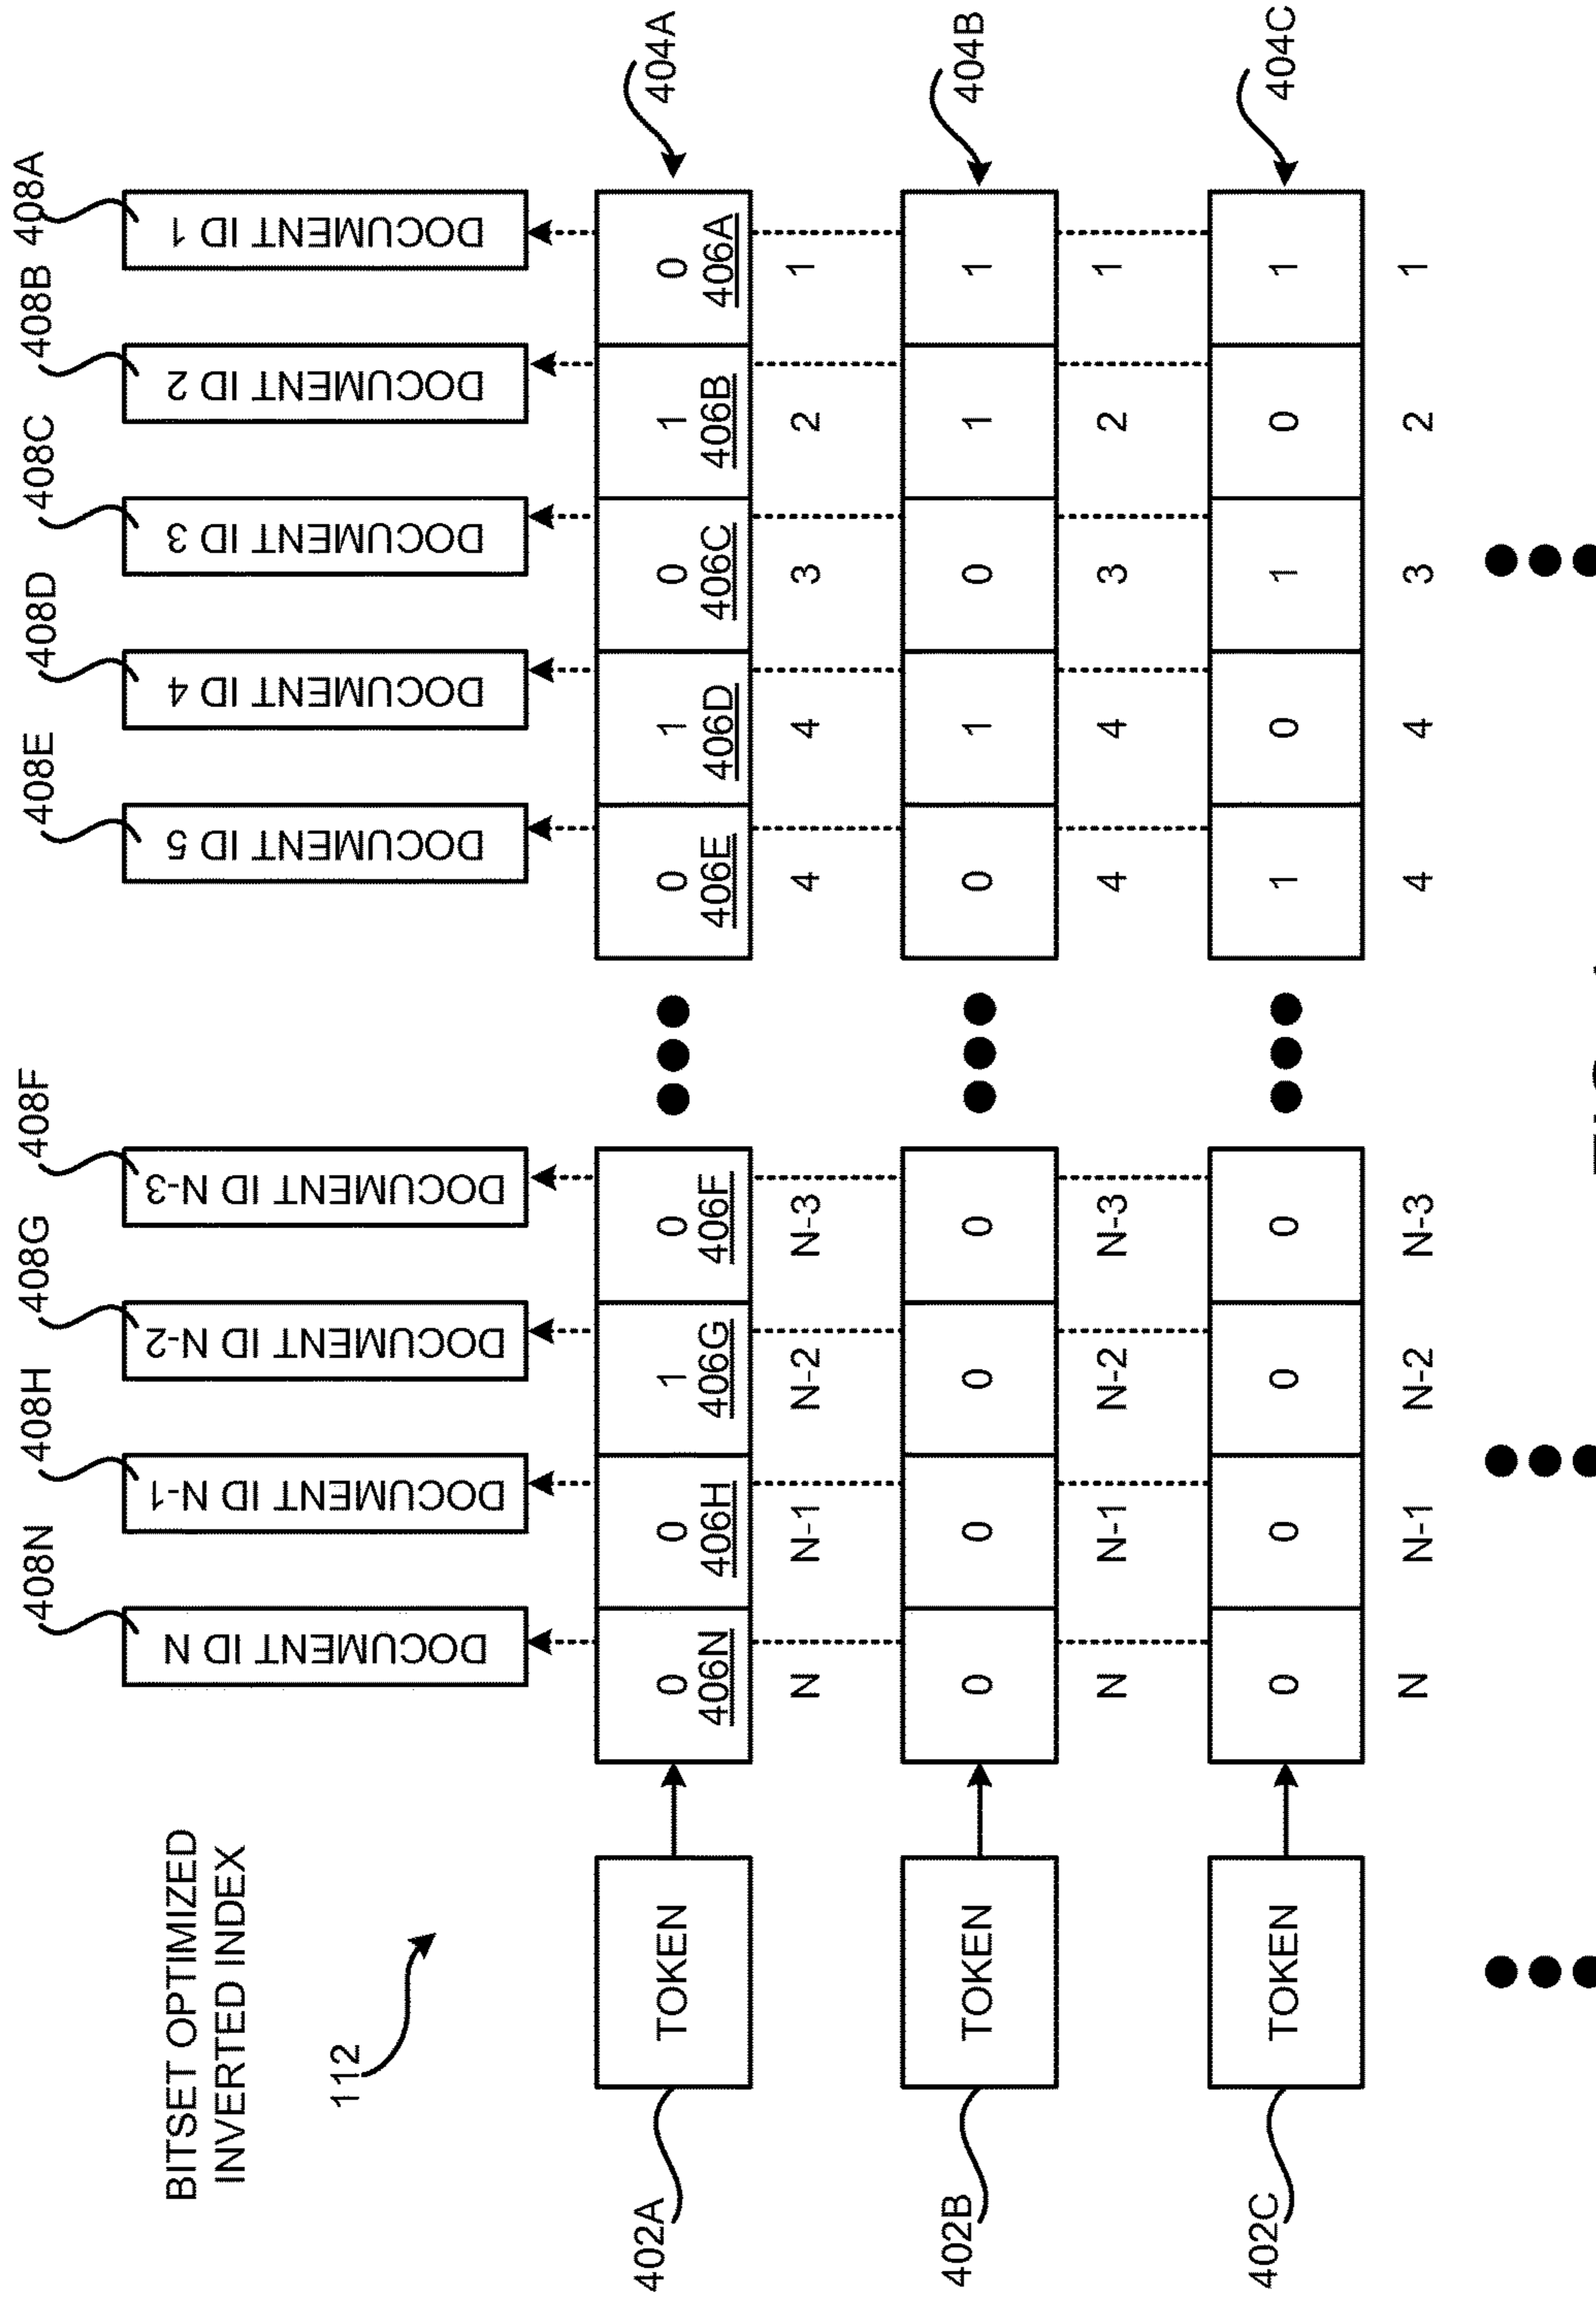 408N 408H 408G 408F 408E 408D 408C 408B 408A
BITSET OPTIMIZED
INVERTED INDEX
112
DOCUMENT ID N
DOCUMENT ID N-1
DOCUMENT ID N-2
DOCUMENT ID N-3
DOCUMENT ID 5
DOCUMENT ID 4
DOCUMENT ID 3
DOCUMENT ID 2
DOCUMENT ID 1
402A TOKEN 0 0 1 0 0 1 0 1 0 404A
406N 406H 406G 406F 406E 406D 406C 406B 406A
N N-1 N-2 N-3 4 4 3 2 1
402B TOKEN 0 0 0 0 0 1 0 1 1 404B
N N-1 N-2 N-3 4 4 3 2 1
402C TOKEN 0 0 0 0 1 0 1 0 1 404C
N N-1 N-2 N-3 4 4 3 2 1